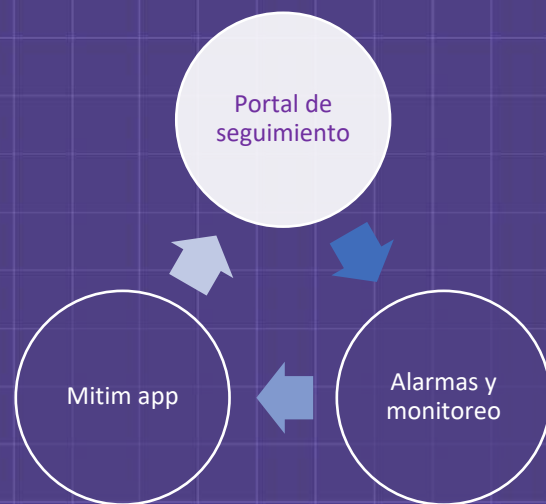 Portal de
seguimiento
Mitim app
Alarmas y
monitoreo